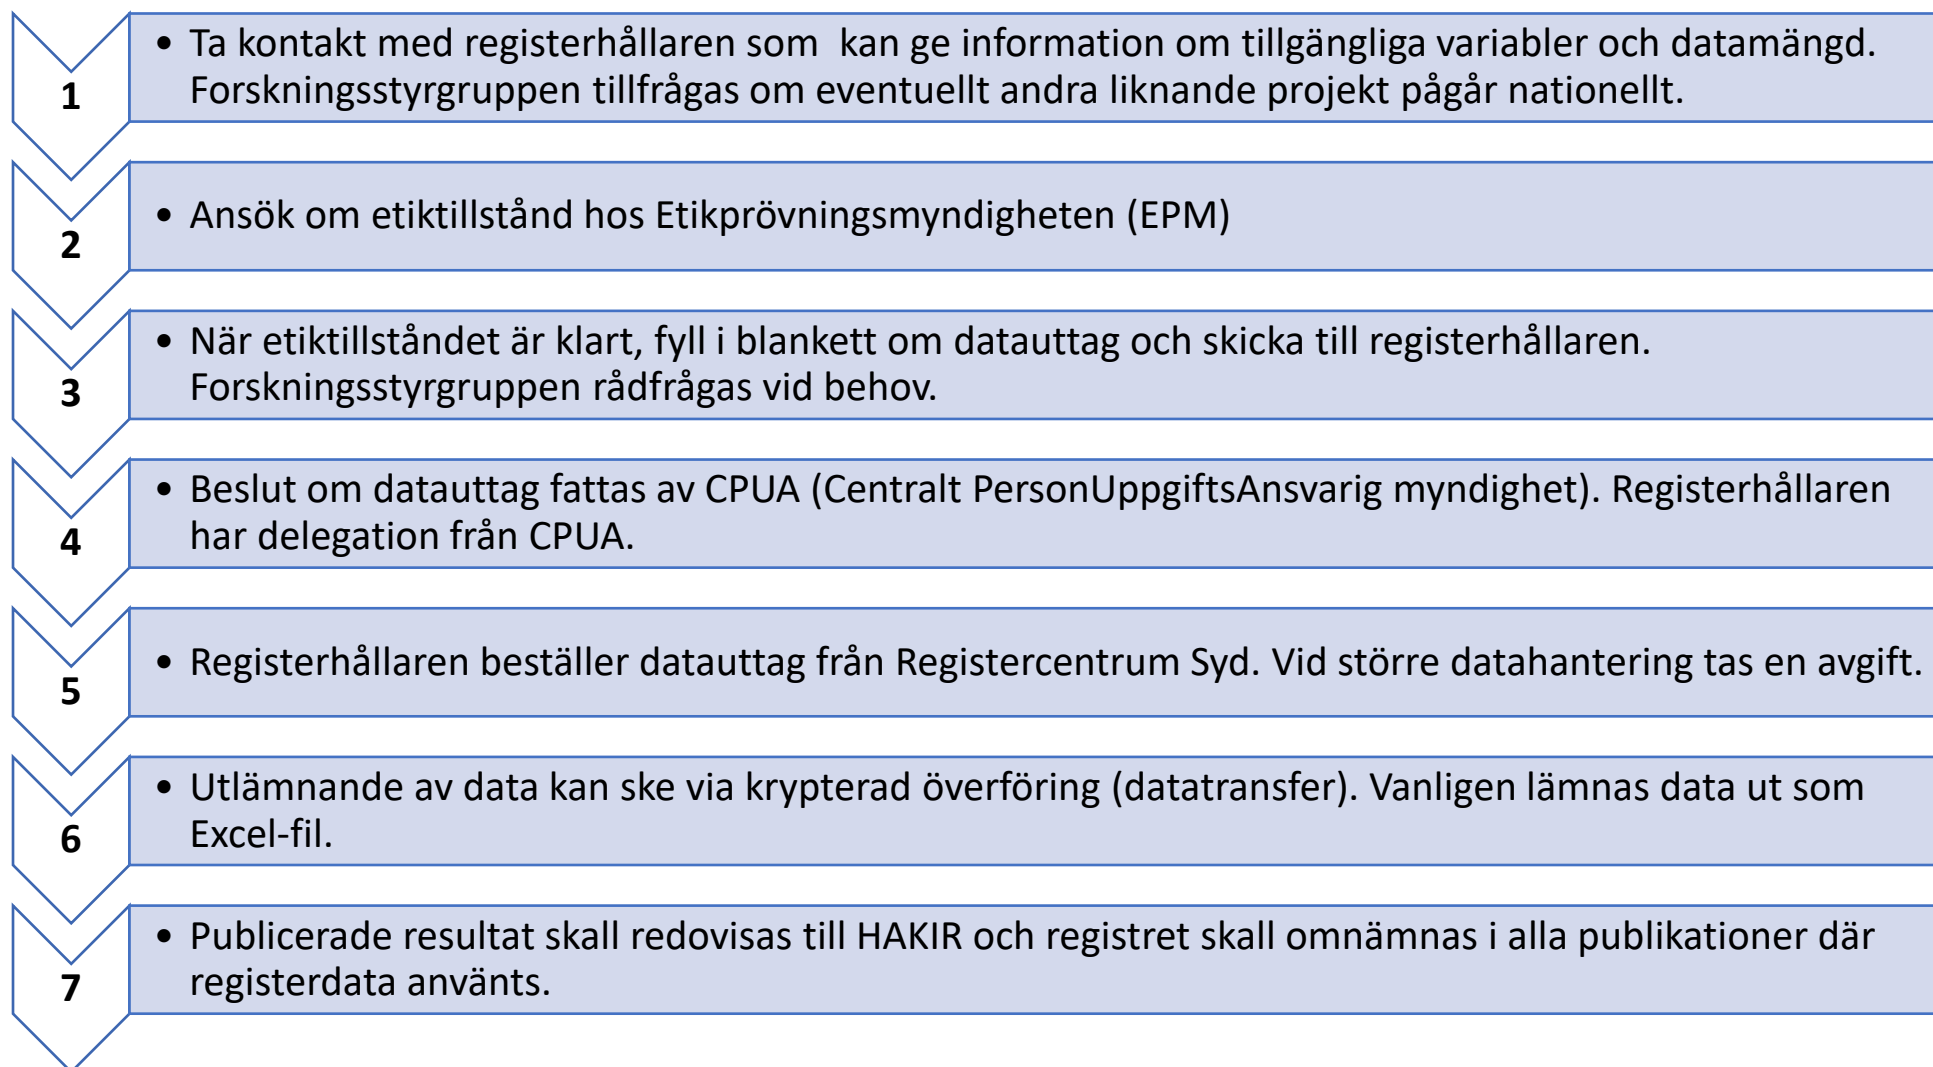 1
• Ta kontakt med registerhållaren som  kan ge information om tillgängliga variabler och datamängd.
Forskningsstyrgruppen tillfrågas om eventuellt andra liknande projekt pågår nationellt.
2
• Ansök om etiktillstånd hos Etikprövningsmyndigheten (EPM)
3
• När etiktillståndet är klart, fyll i blankett om datauttag och skicka till registerhållaren.
Forskningsstyrgruppen rådfrågas vid behov.
4
• Beslut om datauttag fattas av CPUA (Centralt PersonUppgiftsAnsvarig myndighet). Registerhållaren
har delegation från CPUA.
5
• Registerhållaren beställer datauttag från Registercentrum Syd. Vid större datahantering tas en avgift.
6
• Utlämnande av data kan ske via krypterad överföring (datatransfer). Vanligen lämnas data ut som
Excel-fil.
7
• Publicerade resultat skall redovisas till HAKIR och registret skall omnämnas i alla publikationer där
registerdata använts.